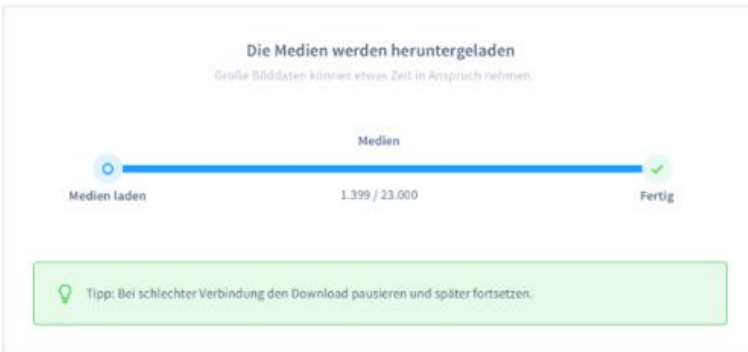 Die Medien werden heruntergeladen
Große Bilddaten können etwas Zeit in Anspruch nehmen.
Medien
Medien laden
1.399 / 23.000
Fertig
Tipp: Bei schlechter Verbindung den Download pausieren und später fortsetzen.